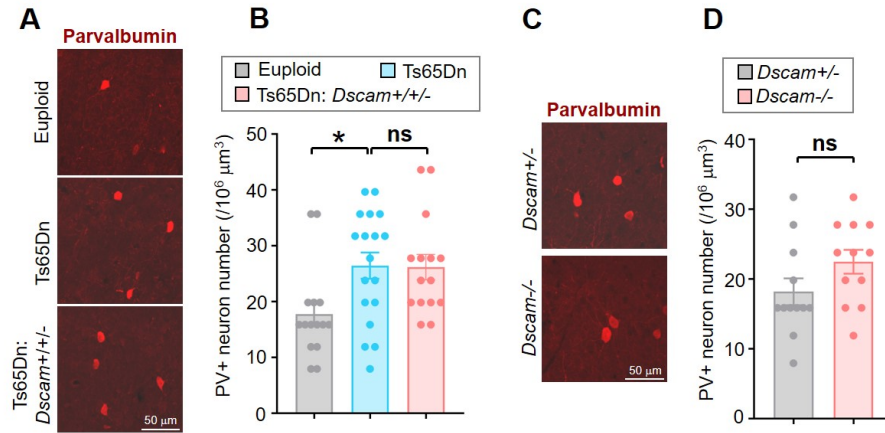 A
Parvalbumin
Euploid
Ts65Dn
Ts65Dn:
Dscam+/+/-
50 μm
B
Euploid
Ts65Dn
Ts65Dn: Dscam+/+/-
PV+ neuron number (/10⁶ μm³)
50
40
30
20
10
0
*
ns
C
Parvalbumin
Dscam+/-
Dscam-/-
50 μm
D
Dscam+/-
Dscam-/-
PV+ neuron number (/10⁶ μm³)
40
30
20
10
0
ns